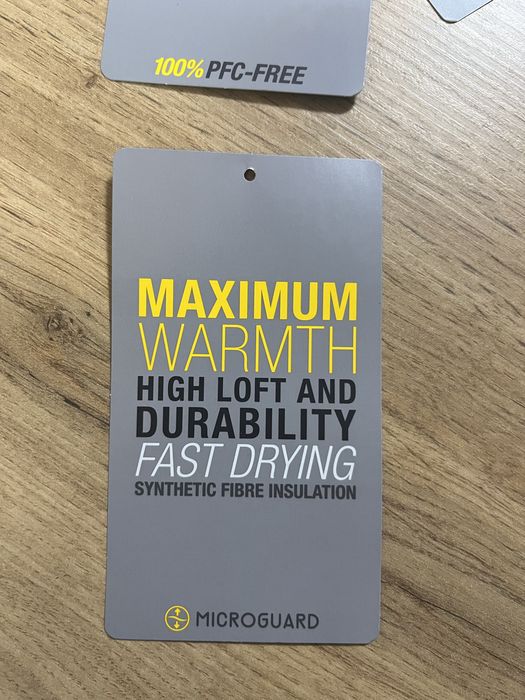 100% PFC-FREE
MAXIMUM
WARMTH
HIGH LOFT AND
DURABILITY
FAST DRYING
SYNTHETIC FIBRE INSULATION
MICROGUARD